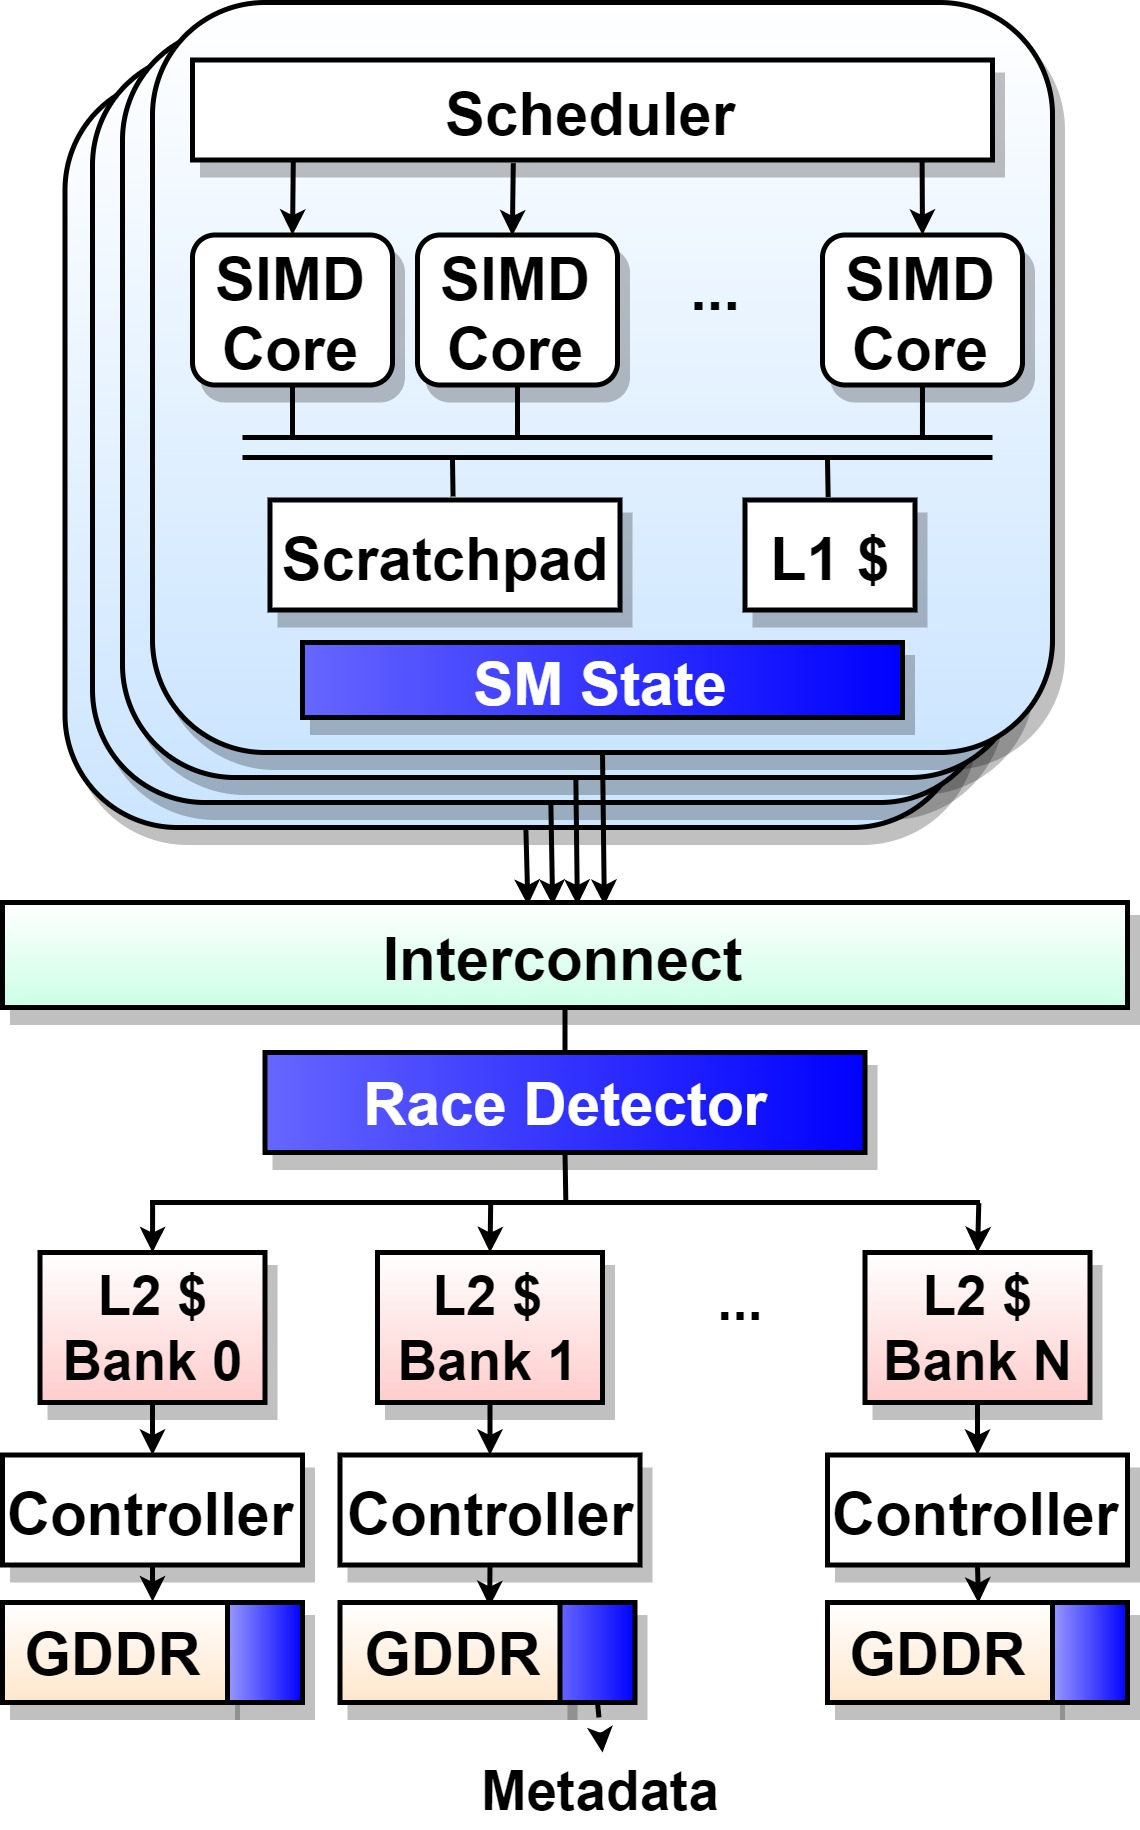 Scheduler
SIMD SIMD ... SIMD
Core Core Core
Scratchpad L1 $
SM State
Interconnect
Race Detector
L2 $ L2 $ ... L2 $
Bank 0 Bank 1 Bank N
Controller Controller Controller
GDDR GDDR GDDR
Metadata